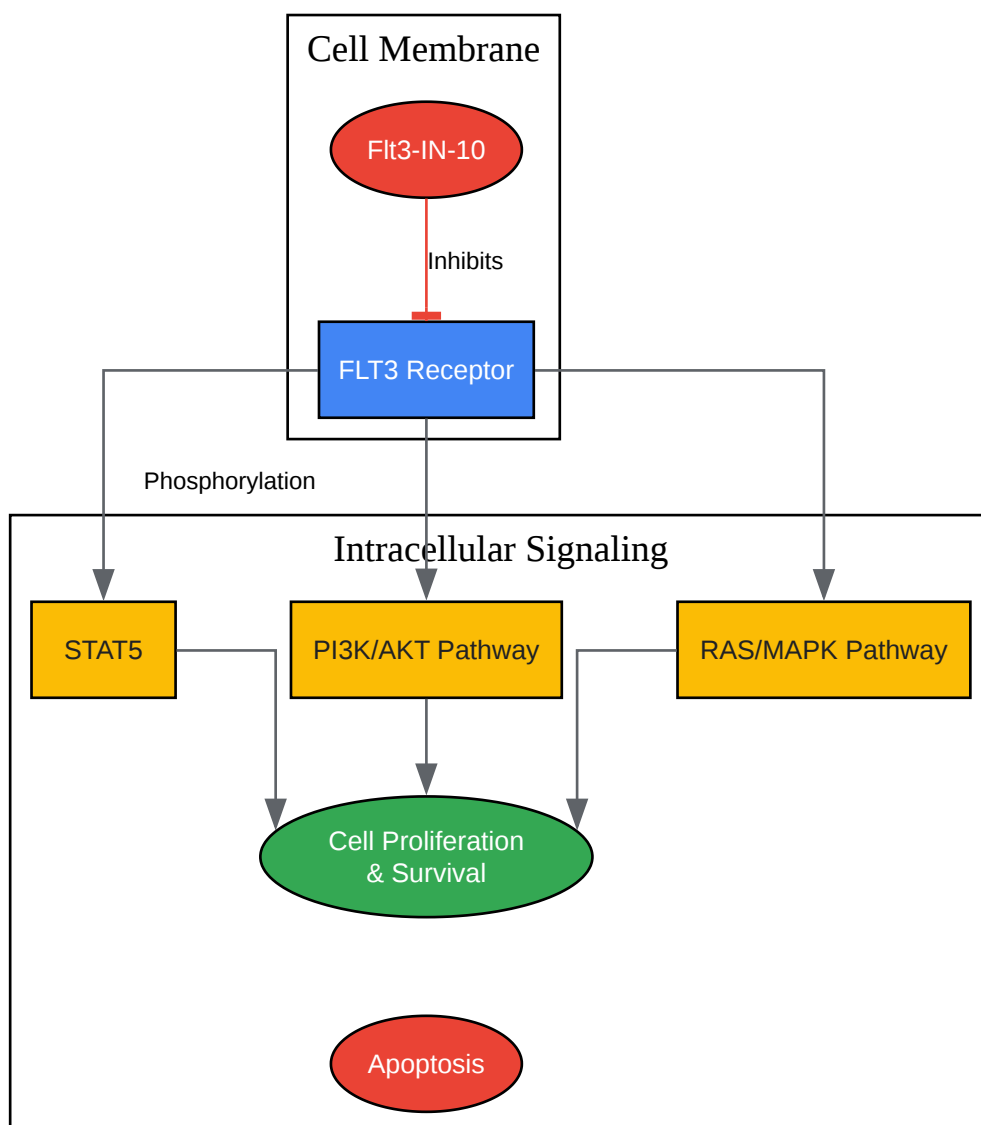 Cell Membrane
Flt3-IN-10
Inhibits
FLT3 Receptor
Phosphorylation
Intracellular Signaling
STAT5
PI3K/AKT Pathway
RAS/MAPK Pathway
Cell Proliferation
& Survival
Apoptosis